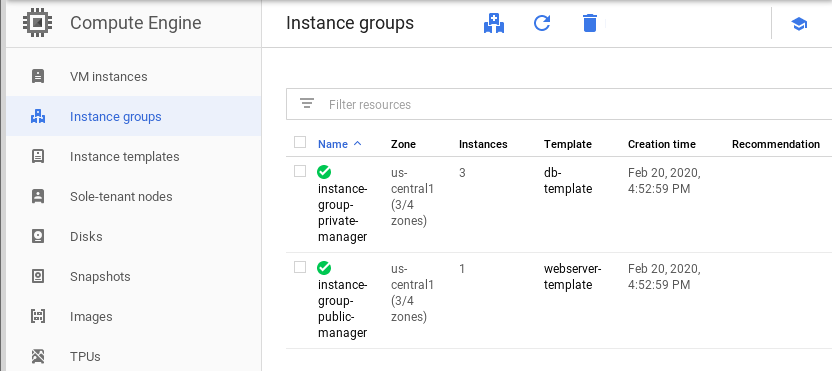 Compute Engine
Instance groups
VM instances
Instance groups
Instance templates
Sole-tenant nodes
Disks
Snapshots
Images
TPUs
Filter resources
Name Zone Instances Template Creation time Recommendation
instance-group-private-manager us-central1 (3/4 zones) 3 db-template Feb 20, 2020, 4:52:59 PM
instance-group-public-manager us-central1 (3/4 zones) 1 webserver-template Feb 20, 2020, 4:52:59 PM